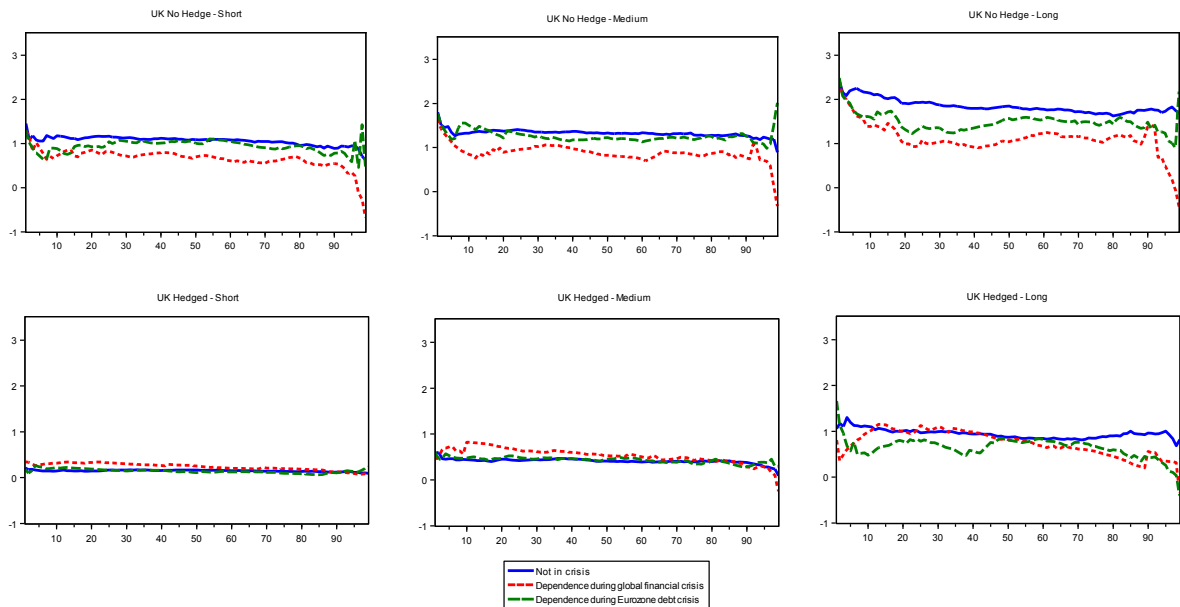 UK No Hedge - Short
3
2
1
0
-1
10 20 30 40 50 60 70 80 90
UK No Hedge - Medium
3
2
1
0
-1
10 20 30 40 50 60 70 80 90
UK No Hedge - Long
3
2
1
0
-1
10 20 30 40 50 60 70 80 90
UK Hedged - Short
3
2
1
0
-1
10 20 30 40 50 60 70 80 90
UK Hedged - Medium
3
2
1
0
-1
10 20 30 40 50 60 70 80 90
UK Hedged - Long
3
2
1
0
-1
10 20 30 40 50 60 70 80 90
Not in crisis
Dependence during global financial crisis
Dependence during Eurozone debt crisis